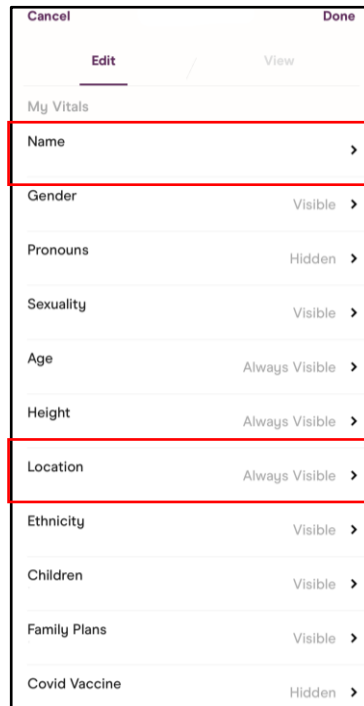 Cancel Done
Edit View
My Vitals
Name
Gender Visible
Pronouns Hidden
Sexuality Visible
Age Always Visible
Height Always Visible
Location Always Visible
Ethnicity Visible
Children Visible
Family Plans Visible
Covid Vaccine Hidden